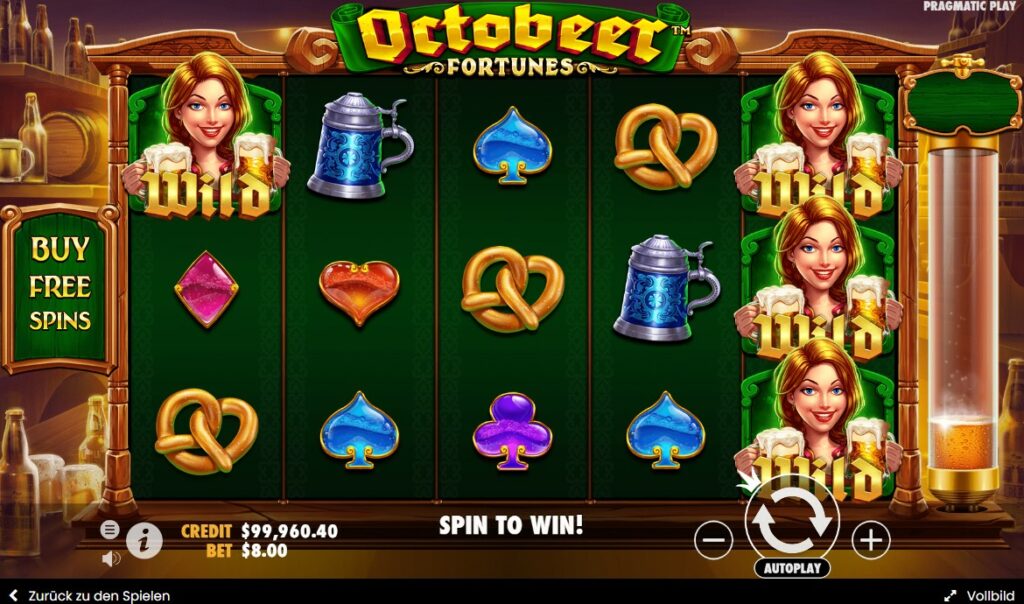 PRAGMATIC PLAY
Octobeer™
FORTUNES
Wild
Wild
BUY
FREE
SPINS
Wild
Wild
CREDIT $99,960.40
BET $8.00
SPIN TO WIN!
AUTOPLAY
Zurück zu den Spielen
Vollbild